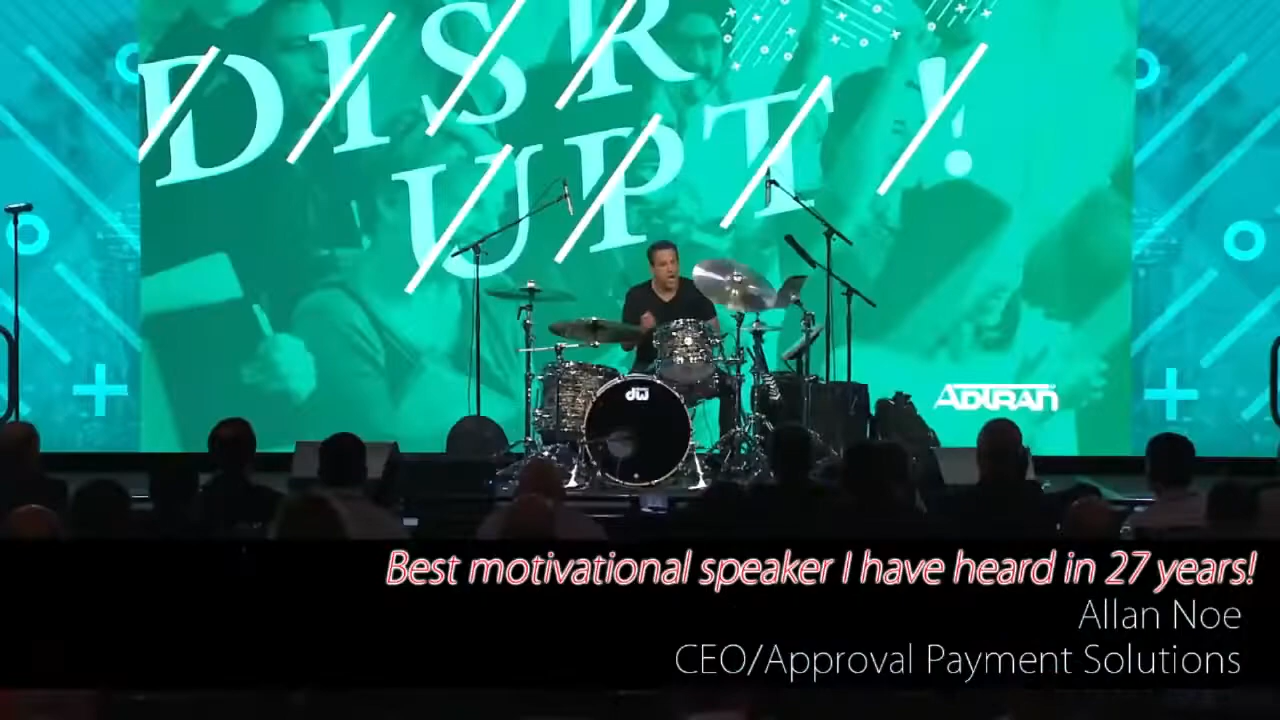 DISR
UPT!
dw
ADTRAN
Best motivational speaker I have heard in 27 years!
Allan Noe
CEO/Approval Payment Solutions